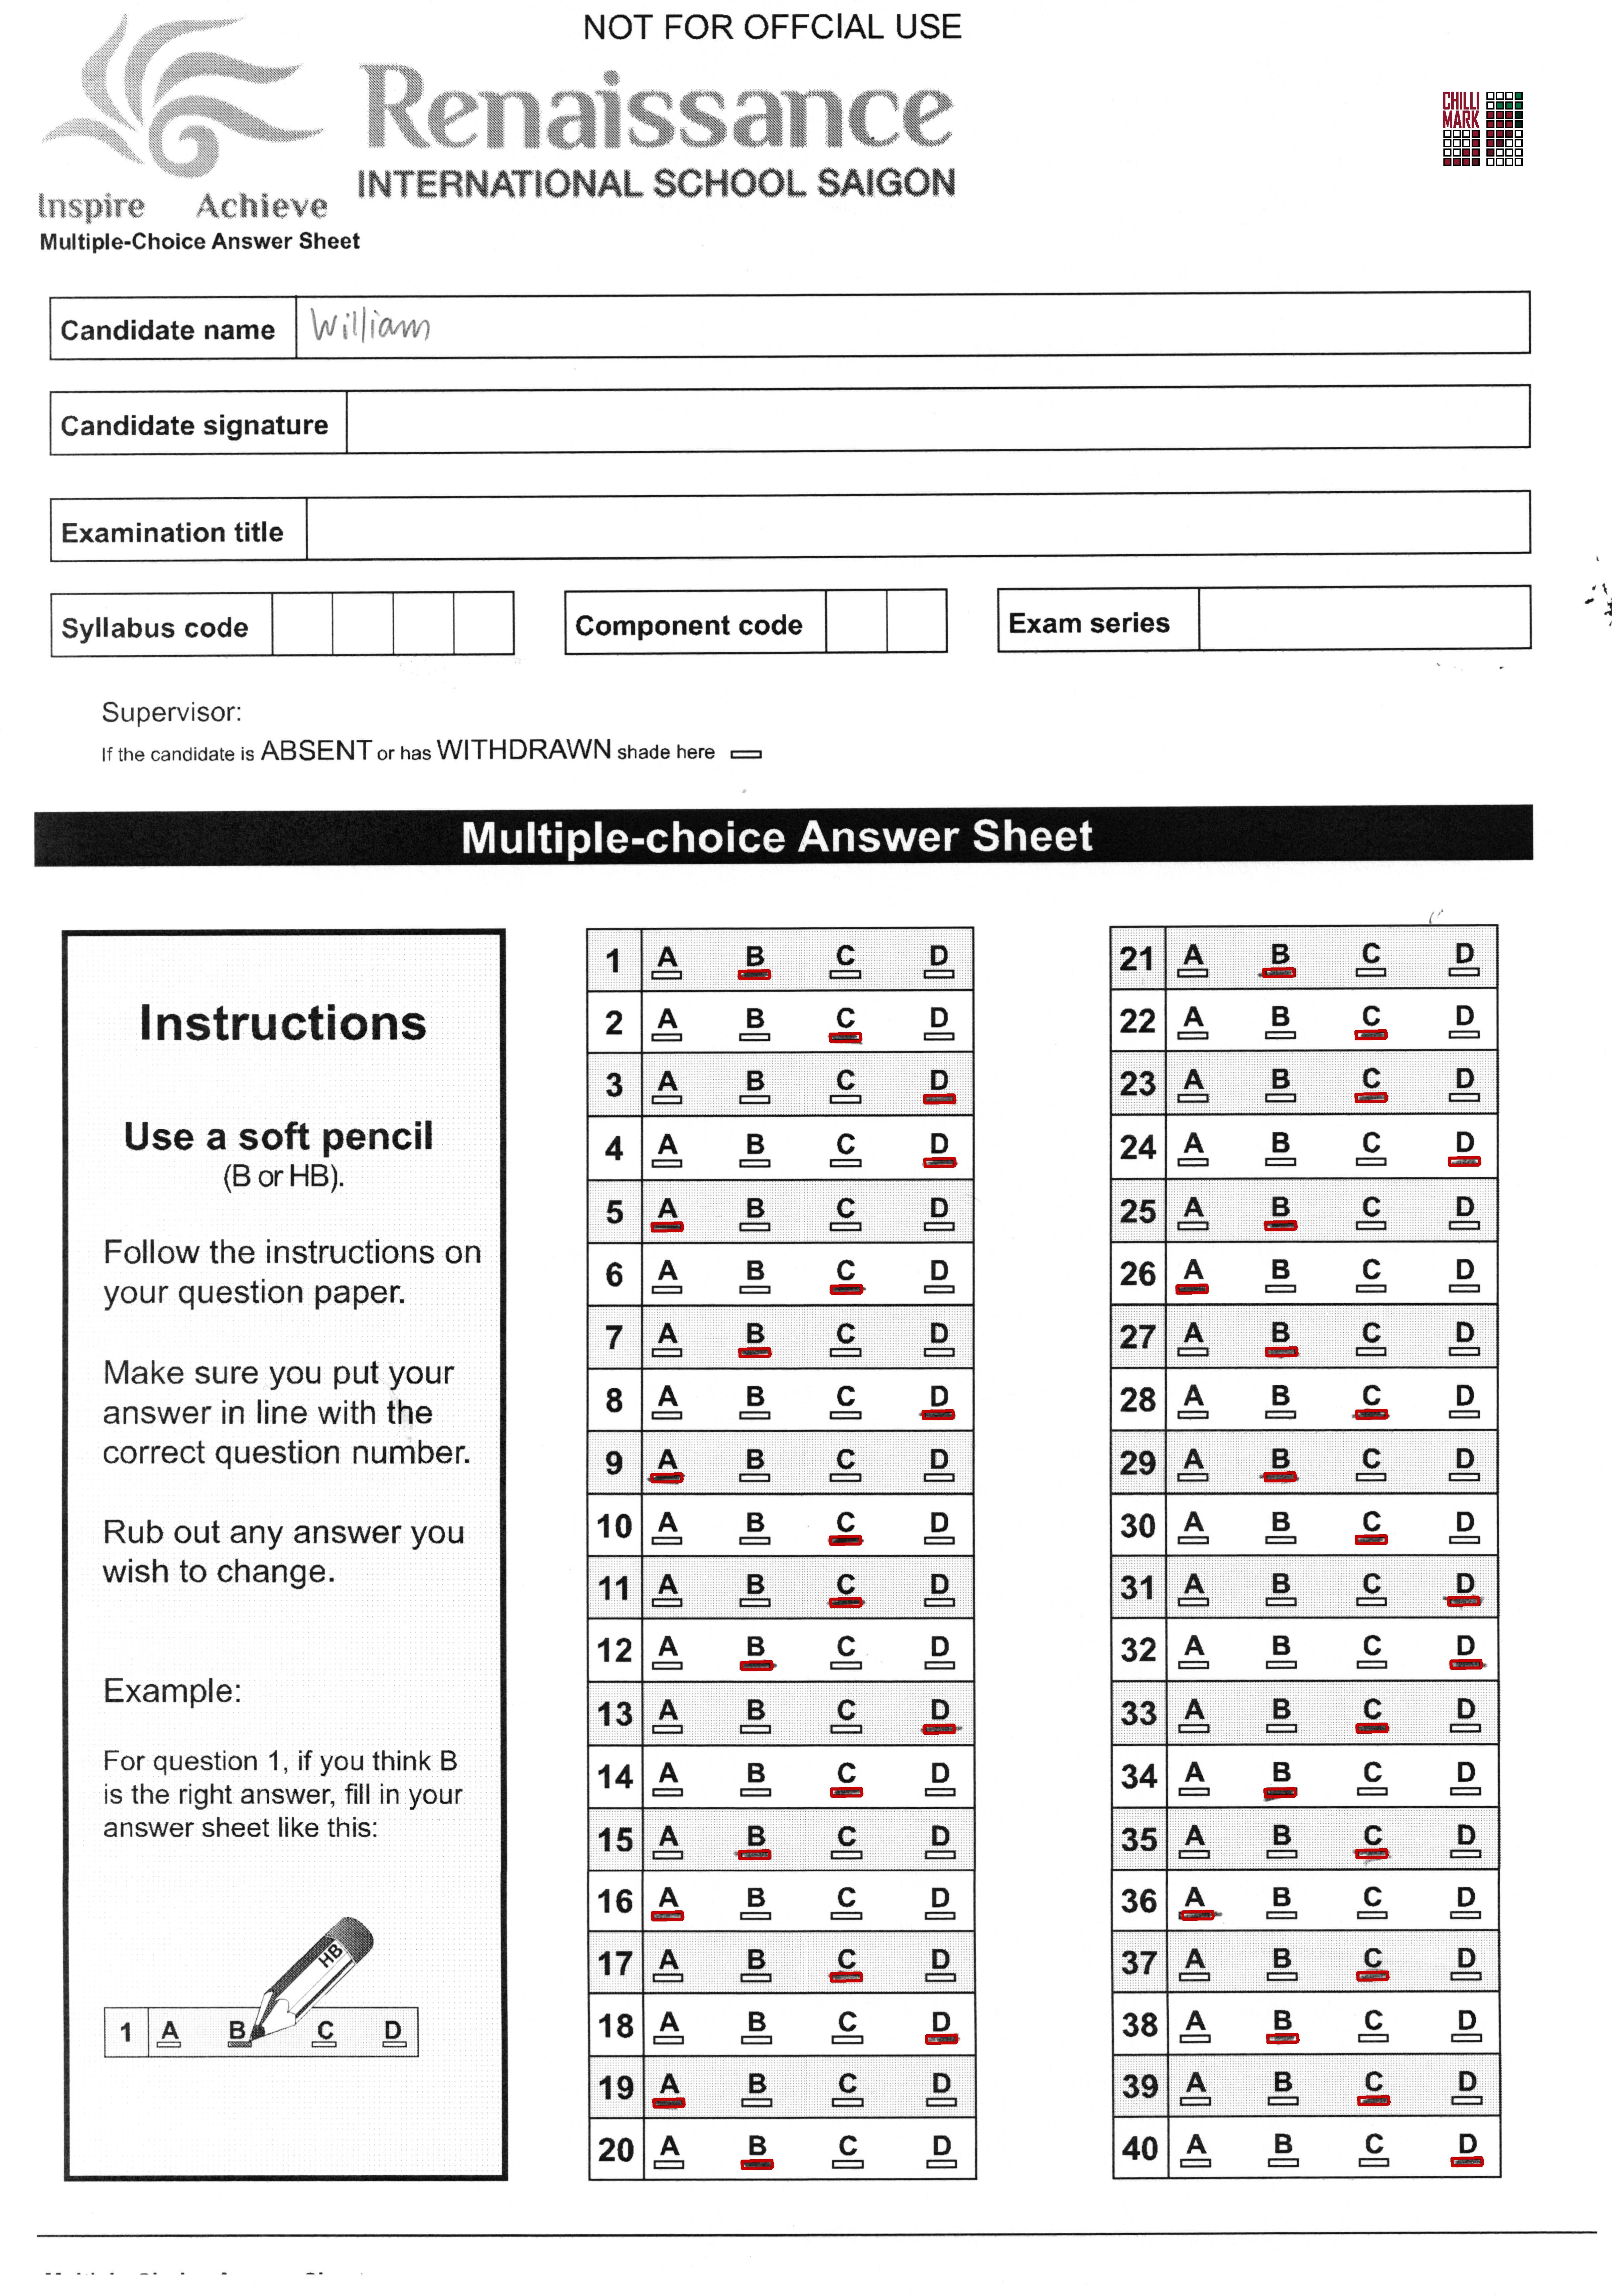 NOT FOR OFFCIAL USE
Renaissance
INTERNATIONAL SCHOOL SAIGON
Inspire Achieve
CHILLI
MARK
Multiple-Choice Answer Sheet
Candidate name William
Candidate signature
Examination title
Syllabus code Component code Exam series
Supervisor:
If the candidate is ABSENT or has WITHDRAWN shade here
Multiple-choice Answer Sheet
Instructions
Use a soft pencil
(B or HB).
Follow the instructions on
your question paper.
Make sure you put your
answer in line with the
correct question number.
Rub out any answer you
wish to change.
Example:
For question 1, if you think B
is the right answer, fill in your
answer sheet like this:
HB
1 A B C D
1 A B C D
2 A B C D
3 A B C D
4 A B C D
5 A B C D
6 A B C D
7 A B C D
8 A B C D
9 A B C D
10 A B C D
11 A B C D
12 A B C D
13 A B C D
14 A B C D
15 A B C D
16 A B C D
17 A B C D
18 A B C D
19 A B C D
20 A B C D
21 A B C D
22 A B C D
23 A B C D
24 A B C D
25 A B C D
26 A B C D
27 A B C D
28 A B C D
29 A B C D
30 A B C D
31 A B C D
32 A B C D
33 A B C D
34 A B C D
35 A B C D
36 A B C D
37 A B C D
38 A B C D
39 A B C D
40 A B C D